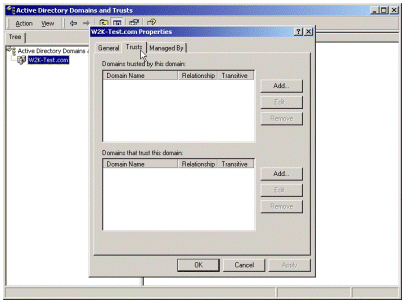 Active Directory Domains and Trusts
Action View
Tree
Active Directory Domains a
W2K-Test.com
W2K-Test.com Properties
General Trusts Managed By
Domains trusted by this domain:
Domain Name Relationship Transitive
Add...
Edit
Remove
Domains that trust this domain:
Domain Name Relationship Transitive
Add...
Edit
Remove
OK Cancel Apply